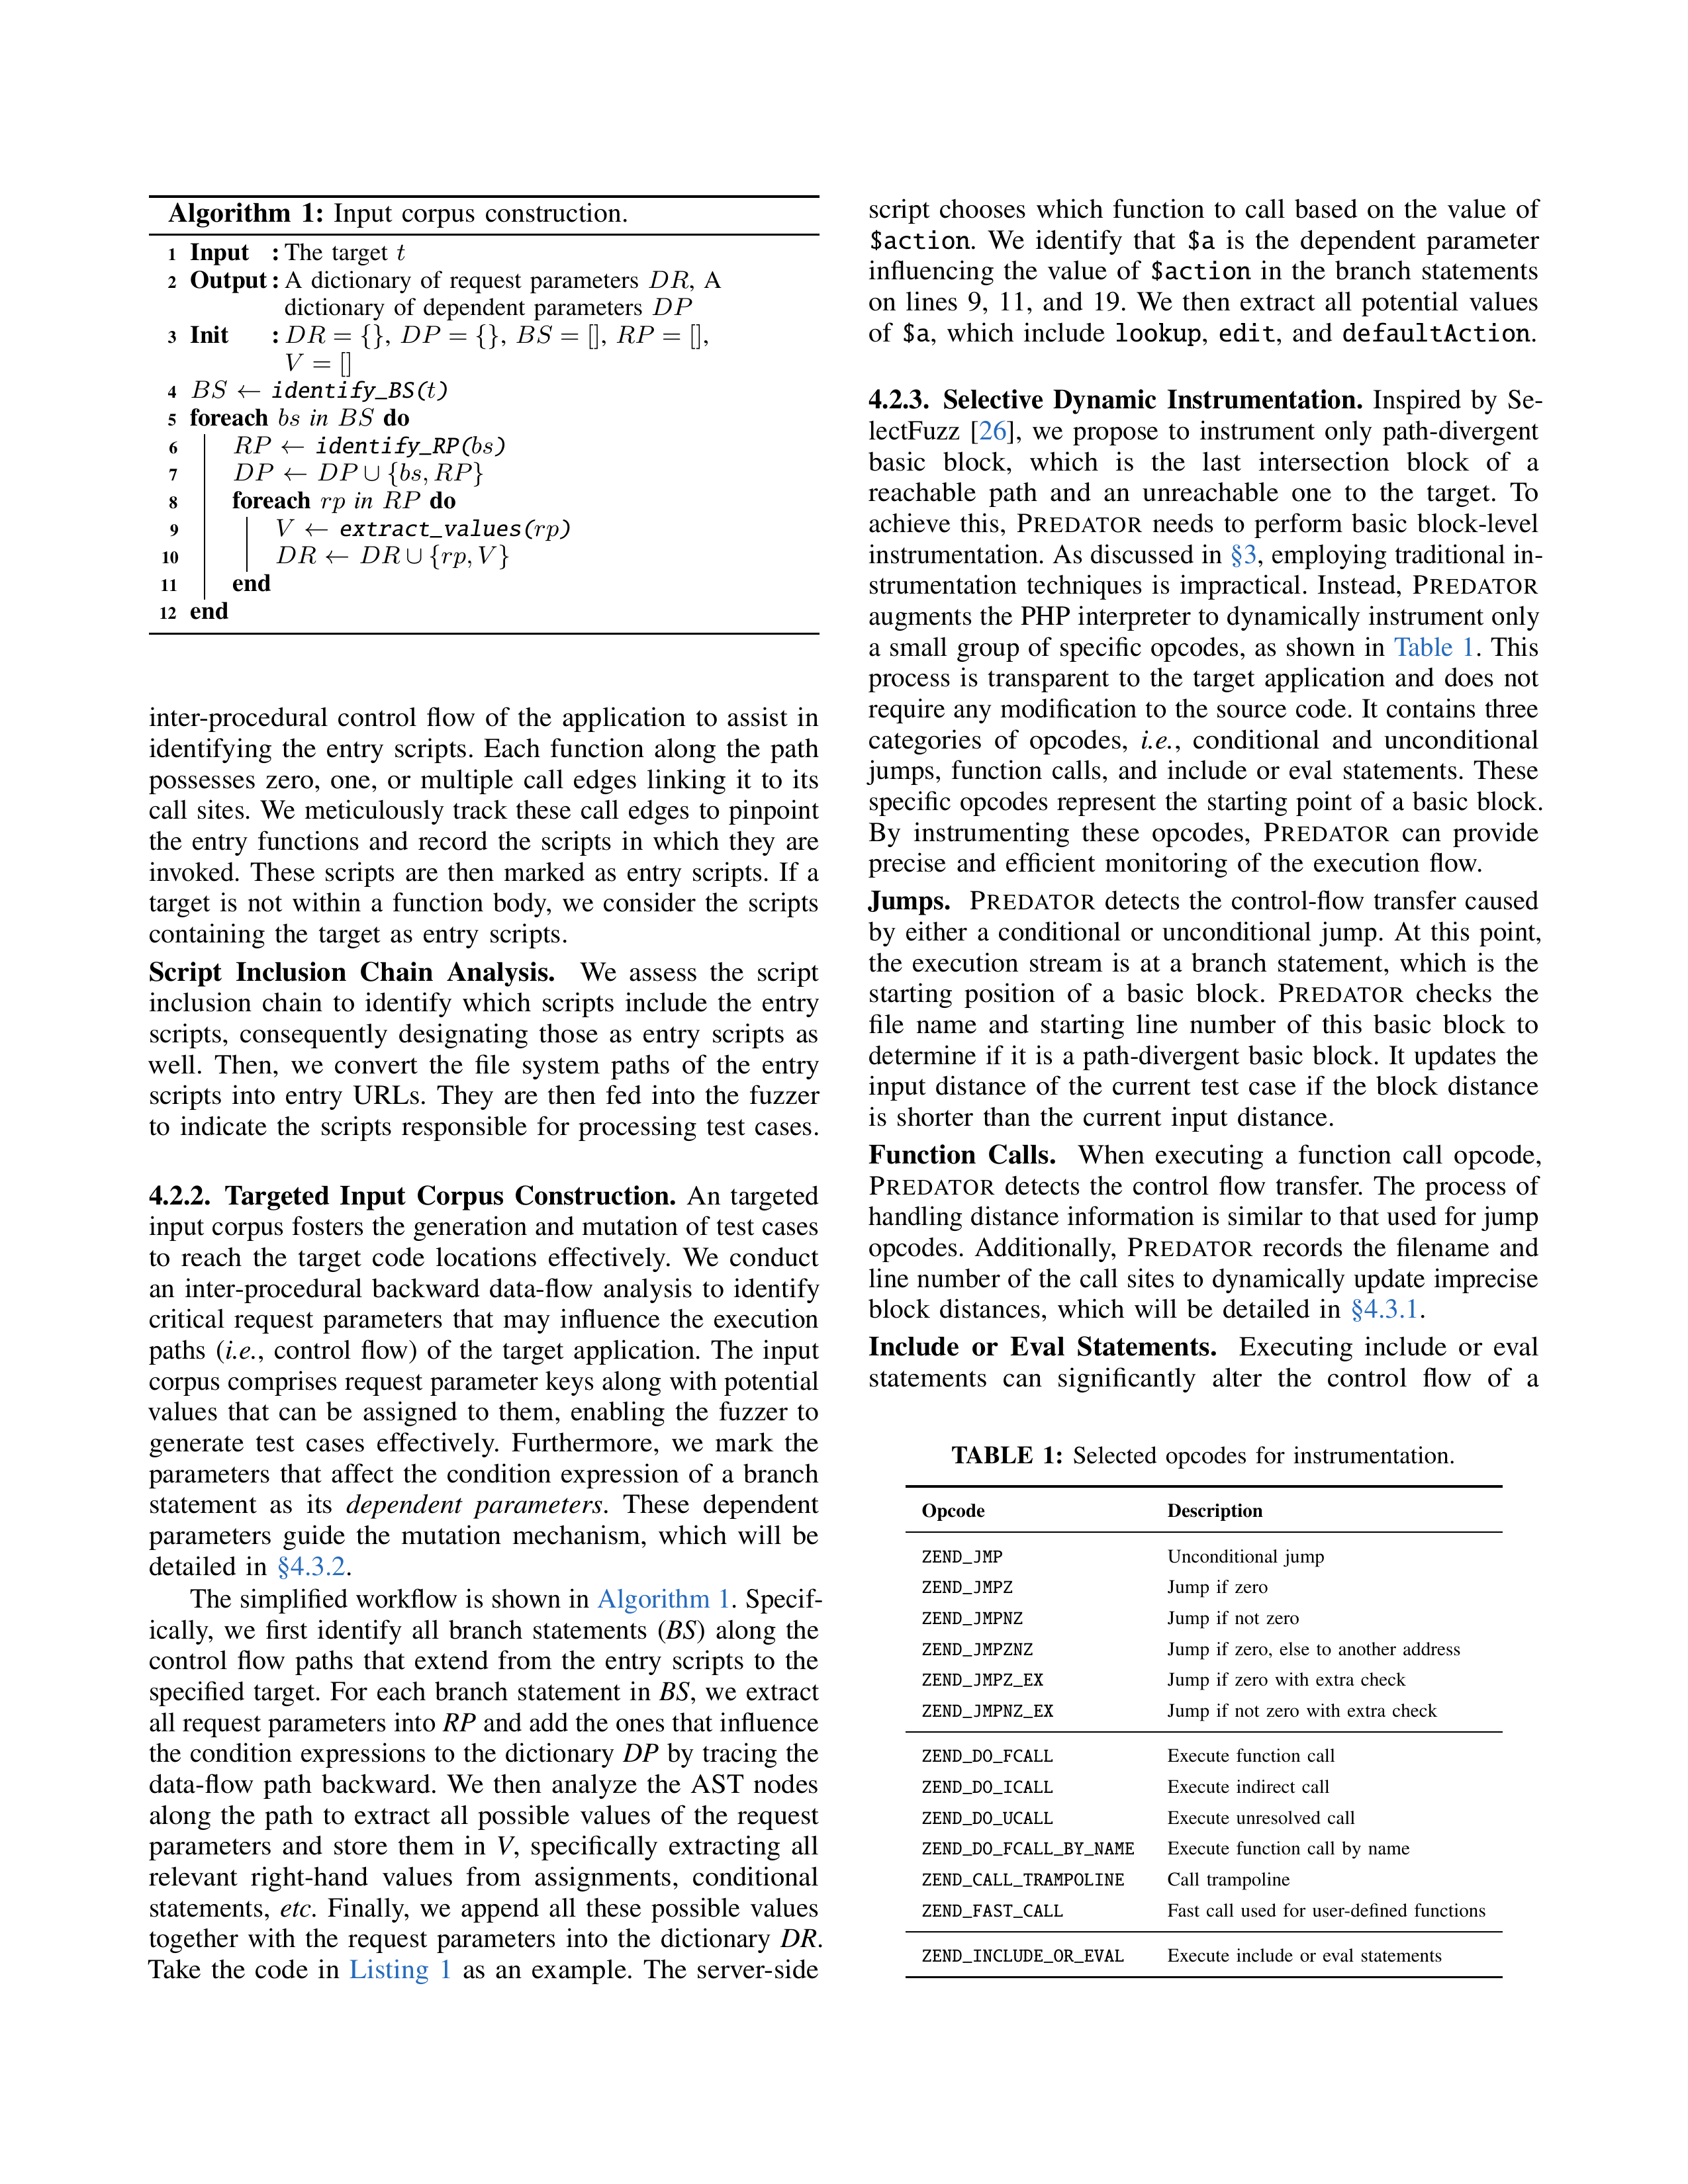 Algorithm 1: Input corpus construction.
1 Input : The target t
2 Output : A dictionary of request parameters DR, A
dictionary of dependent parameters DP
3 Init : DR = {}, DP = {}, BS = [], RP = [],
V = []
4 BS ← identify_BS(t)
5 foreach bs in BS do
6 RP ← identify_RP(bs)
7 DP ← DP ∪ {bs, RP}
8 foreach rp in RP do
9 V ← extract_values(rp)
10 DR ← DR ∪ {rp, V}
11 end
12 end
inter-procedural control flow of the application to assist in
identifying the entry scripts. Each function along the path
possesses zero, one, or multiple call edges linking it to its
call sites. We meticulously track these call edges to pinpoint
the entry functions and record the scripts in which they are
invoked. These scripts are then marked as entry scripts. If a
target is not within a function body, we consider the scripts
containing the target as entry scripts.
Script Inclusion Chain Analysis. We assess the script
inclusion chain to identify which scripts include the entry
scripts, consequently designating those as entry scripts as
well. Then, we convert the file system paths of the entry
scripts into entry URLs. They are then fed into the fuzzer
to indicate the scripts responsible for processing test cases.
4.2.2. Targeted Input Corpus Construction. An targeted
input corpus fosters the generation and mutation of test cases
to reach the target code locations effectively. We conduct
an inter-procedural backward data-flow analysis to identify
critical request parameters that may influence the execution
paths (i.e., control flow) of the target application. The input
corpus comprises request parameter keys along with potential
values that can be assigned to them, enabling the fuzzer to
generate test cases effectively. Furthermore, we mark the
parameters that affect the condition expression of a branch
statement as its dependent parameters. These dependent
parameters guide the mutation mechanism, which will be
detailed in §4.3.2.
The simplified workflow is shown in Algorithm 1. Specif-
ically, we first identify all branch statements (BS) along the
control flow paths that extend from the entry scripts to the
specified target. For each branch statement in BS, we extract
all request parameters into RP and add the ones that influence
the condition expressions to the dictionary DP by tracing the
data-flow path backward. We then analyze the AST nodes
along the path to extract all possible values of the request
parameters and store them in V, specifically extracting all
relevant right-hand values from assignments, conditional
statements, etc. Finally, we append all these possible values
together with the request parameters into the dictionary DR.
Take the code in Listing 1 as an example. The server-side
script chooses which function to call based on the value of
$action. We identify that $a is the dependent parameter
influencing the value of $action in the branch statements
on lines 9, 11, and 19. We then extract all potential values
of $a, which include lookup, edit, and defaultAction.
4.2.3. Selective Dynamic Instrumentation. Inspired by Se-
lectFuzz [26], we propose to instrument only path-divergent
basic block, which is the last intersection block of a
reachable path and an unreachable one to the target. To
achieve this, PREDATOR needs to perform basic block-level
instrumentation. As discussed in §3, employing traditional in-
strumentation techniques is impractical. Instead, PREDATOR
augments the PHP interpreter to dynamically instrument only
a small group of specific opcodes, as shown in Table 1. This
process is transparent to the target application and does not
require any modification to the source code. It contains three
categories of opcodes, i.e., conditional and unconditional
jumps, function calls, and include or eval statements. These
specific opcodes represent the starting point of a basic block.
By instrumenting these opcodes, PREDATOR can provide
precise and efficient monitoring of the execution flow.
Jumps. PREDATOR detects the control-flow transfer caused
by either a conditional or unconditional jump. At this point,
the execution stream is at a branch statement, which is the
starting position of a basic block. PREDATOR checks the
file name and starting line number of this basic block to
determine if it is a path-divergent basic block. It updates the
input distance of the current test case if the block distance
is shorter than the current input distance.
Function Calls. When executing a function call opcode,
PREDATOR detects the control flow transfer. The process of
handling distance information is similar to that used for jump
opcodes. Additionally, PREDATOR records the filename and
line number of the call sites to dynamically update imprecise
block distances, which will be detailed in §4.3.1.
Include or Eval Statements. Executing include or eval
statements can significantly alter the control flow of a
TABLE 1: Selected opcodes for instrumentation.
Opcode Description
ZEND_JMP Unconditional jump
ZEND_JMPZ Jump if zero
ZEND_JMPNZ Jump if not zero
ZEND_JMPZNZ Jump if zero, else to another address
ZEND_JMPZ_EX Jump if zero with extra check
ZEND_JMPNZ_EX Jump if not zero with extra check
ZEND_DO_FCALL Execute function call
ZEND_DO_ICALL Execute indirect call
ZEND_DO_UCALL Execute unresolved call
ZEND_DO_FCALL_BY_NAME Execute function call by name
ZEND_CALL_TRAMPOLINE Call trampoline
ZEND_FAST_CALL Fast call used for user-defined functions
ZEND_INCLUDE_OR_EVAL Execute include or eval statements